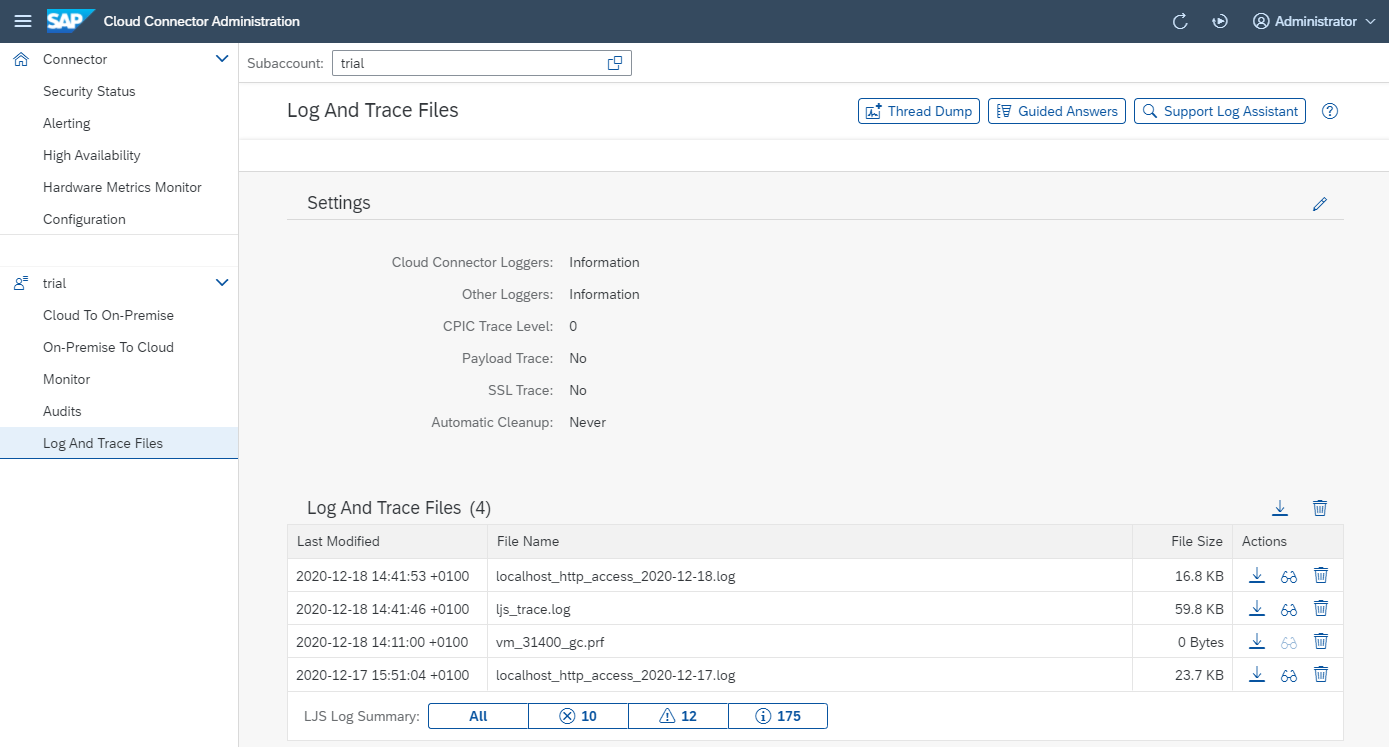 SAP Cloud Connector Administration Administrator
Connector
Security Status
Alerting
High Availability
Hardware Metrics Monitor
Configuration
trial
Cloud To On-Premise
On-Premise To Cloud
Monitor
Audits
Log And Trace Files
Subaccount: trial
Log And Trace Files Thread Dump Guided Answers Support Log Assistant
Settings
Cloud Connector Loggers: Information
Other Loggers: Information
CPIC Trace Level: 0
Payload Trace: No
SSL Trace: No
Automatic Cleanup: Never
Log And Trace Files (4)
Last Modified File Name File Size Actions
2020-12-18 14:41:53 +0100 localhost_http_access_2020-12-18.log 16.8 KB
2020-12-18 14:41:46 +0100 ljs_trace.log 59.8 KB
2020-12-18 14:11:00 +0100 vm_31400_gc.prf 0 Bytes
2020-12-17 15:51:04 +0100 localhost_http_access_2020-12-17.log 23.7 KB
LJS Log Summary: All 10 12 175